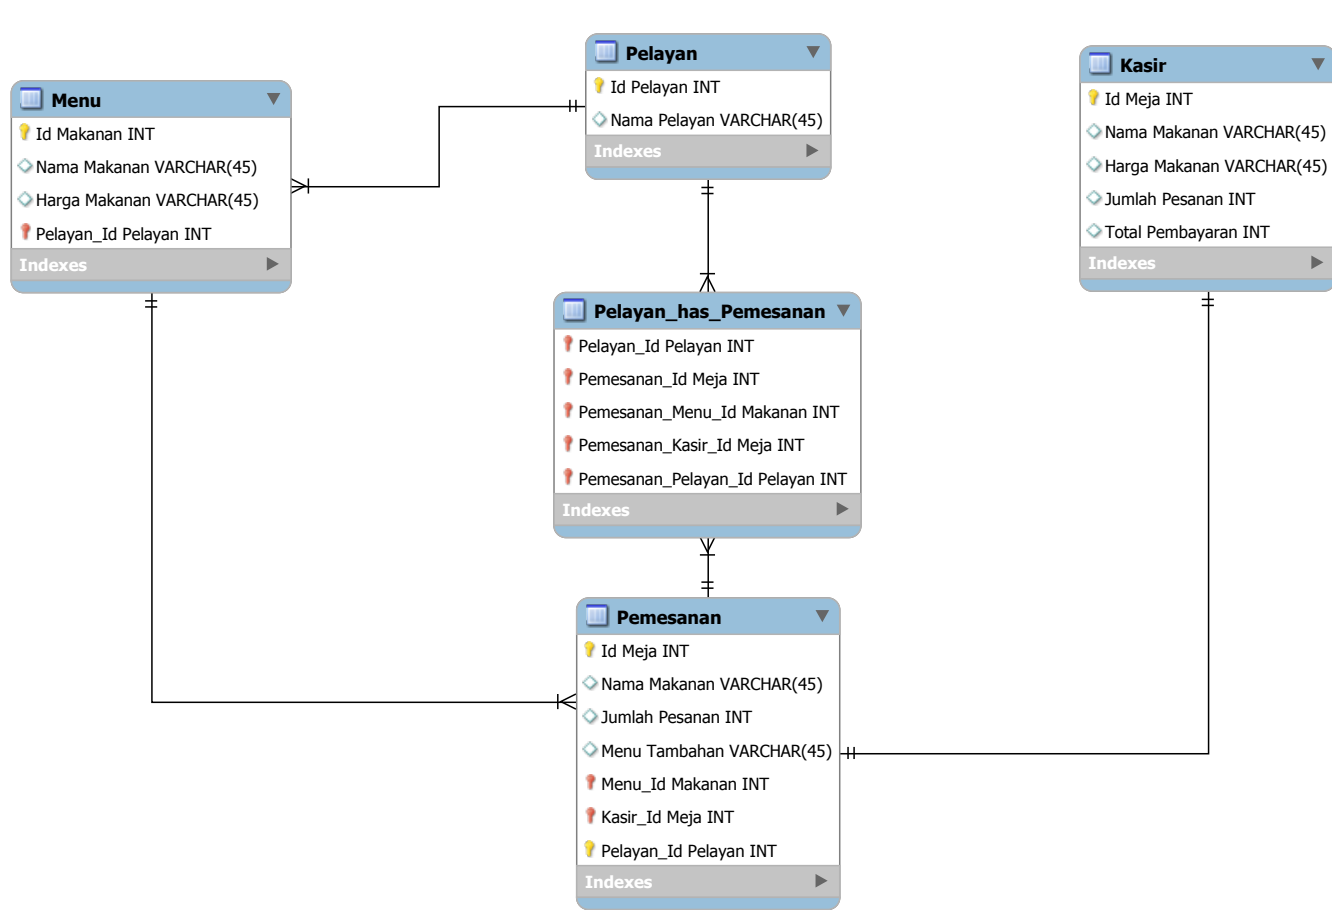 Menu
Id Makanan INT
Nama Makanan VARCHAR(45)
Harga Makanan VARCHAR(45)
Pelayan_Id Pelayan INT
Indexes
Pelayan
Id Pelayan INT
Nama Pelayan VARCHAR(45)
Indexes
Kasir
Id Meja INT
Nama Makanan VARCHAR(45)
Harga Makanan VARCHAR(45)
Jumlah Pesanan INT
Total Pembayaran INT
Indexes
Pelayan_has_Pemesanan
Pelayan_Id Pelayan INT
Pemesanan_Id Meja INT
Pemesanan_Menu_Id Makanan INT
Pemesanan_Kasir_Id Meja INT
Pemesanan_Pelayan_Id Pelayan INT
Indexes
Pemesanan
Id Meja INT
Nama Makanan VARCHAR(45)
Jumlah Pesanan INT
Menu Tambahan VARCHAR(45)
Menu_Id Makanan INT
Kasir_Id Meja INT
Pelayan_Id Pelayan INT
Indexes